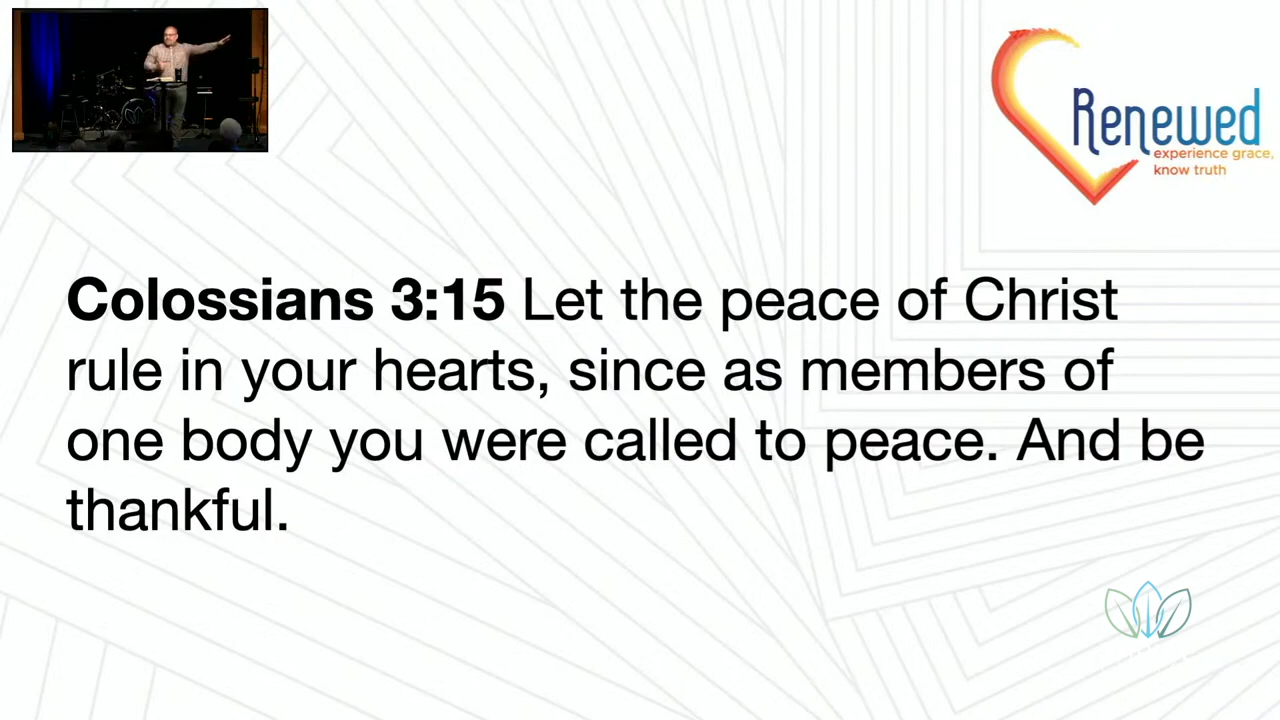 Renewed
experience grace,
know truth
Colossians 3:15 Let the peace of Christ
rule in your hearts, since as members of
one body you were called to peace. And be
thankful.